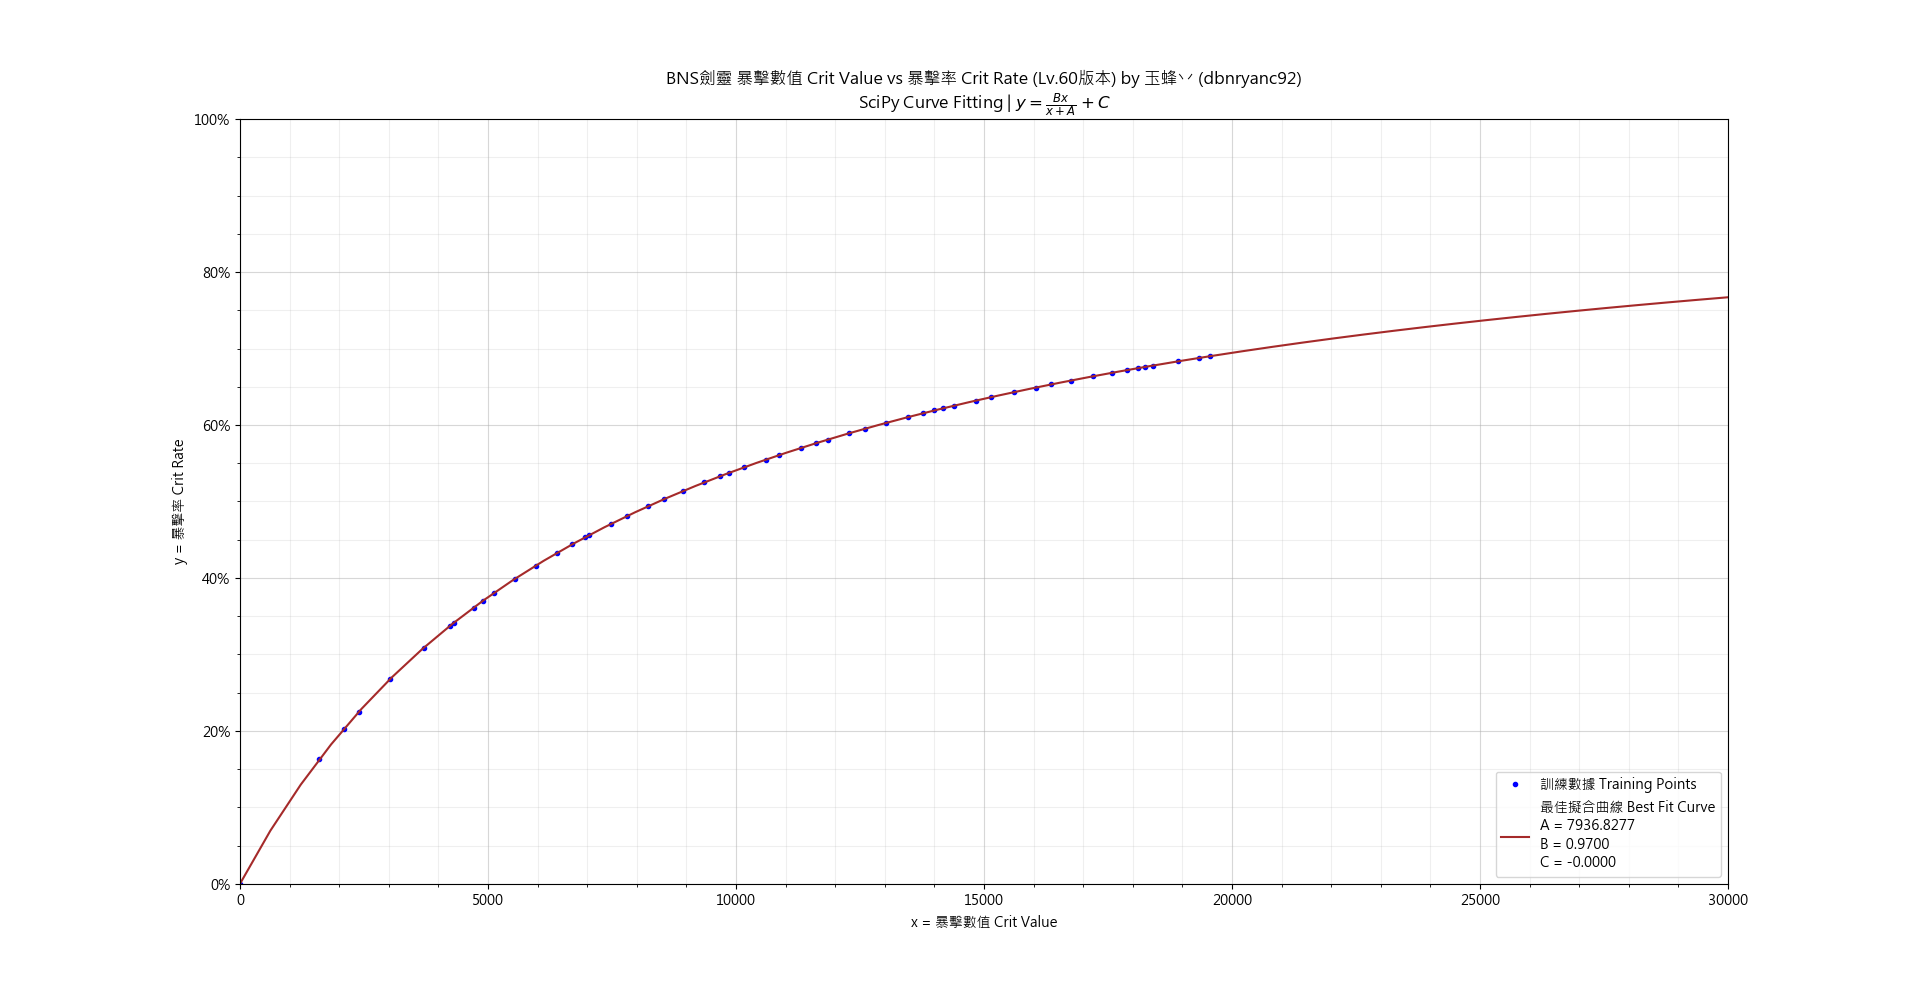 BNS劍靈 暴擊數值 Crit Value vs 暴擊率 Crit Rate (Lv.60版本) by 玉蜂丷 (dbnryanc92)
SciPy Curve Fitting | y = Bx/(x+A) + C
100%
80%
60%
40%
20%
0%
y = 暴擊率 Crit Rate
0
5000
10000
15000
20000
25000
30000
x = 暴擊數值 Crit Value
訓練數據 Training Points
最佳擬合曲線 Best Fit Curve
A = 7936.8277
B = 0.9700
C = -0.0000